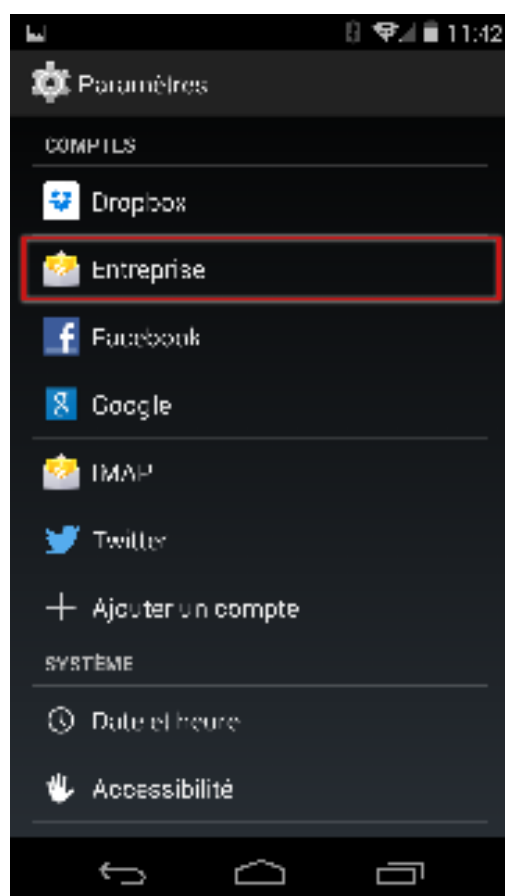 11:42
Paramètres
COMPTES
Dropbox
Entreprise
Facebook
Google
IMAP
Twitter
Ajouter un compte
SYSTÈME
Date et heure
Accessibilité